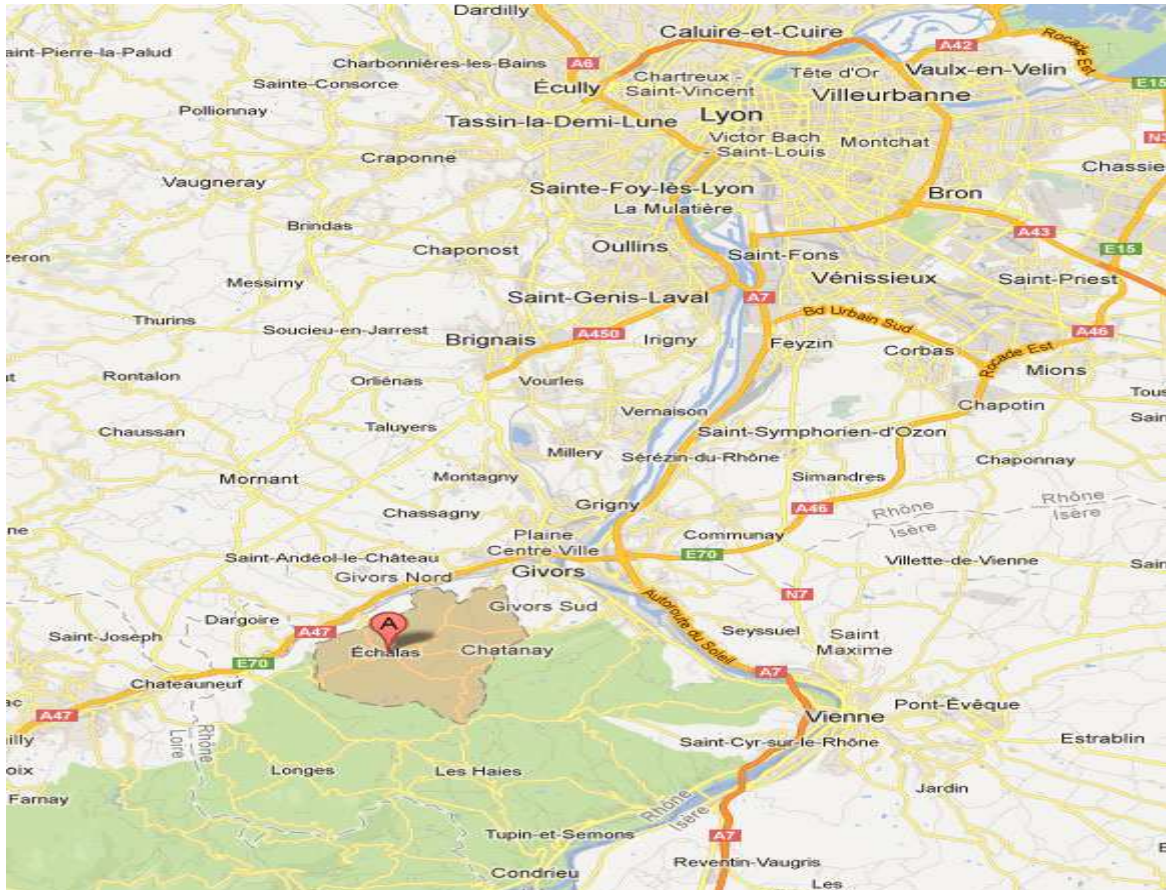 Dardilly
Caluire-et-Cuire
A42
Rocade Est
aint-Pierre-la-Palud
Charbonnières-les-Bains
A6
Vaulx-en-Velin
Sainte-Consorce
Écully
Chartreux -
Saint-Vincent
Tête d'Or
E15
Villeurbanne
Pollionnay
Tassin-la-Demi-Lune
Lyon
Victor Bach
- Saint-Louis
Montchat
N3
Craponne
Chassie
Vaugneray
Sainte-Foy-lès-Lyon
Bron
La Mulatière
Brindas
Chaponost
Oullins
A43
E15
zeron
Saint-Fons
Messimy
Vénissieux
Saint-Priest
Saint-Genis-Laval
A7
Thurins
Soucieu-en-Jarrest
Bd Urbain Sud
A46
Brignais
A450
Irigny
Feyzin
Corbas
Rocade Est
Mions
Rontalon
Orliénas
Vourles
Tous
Chapotin
Vernaison
Sain
Chaussan
Taluyers
Saint-Symphorien-d'Ozon
Millery
Sérézin-du-Rhône
Chaponnay
Mornant
Montagny
Simandres
Grigny
Rhône
Isère
Rhône
Isère
Chassagny
A46
ne
Plaine
Centre Ville
Communay
Saint-Andéol-le-Château
E70
Villette-de-Vienne
Sain
Givors Nord
Givors
N7
Givors Sud
Autoroute du Soleil
Dargoire
A47
A
Seyssuel
Saint
Maxime
Saint-Joseph
Échalas
Chatanay
E70
A7
Chateauneuf
ac
A47
Pont-Évêque
Vienne
illy
Rhône
Loire
Saint-Cyr-sur-le-Rhône
Estrablin
oix
Longes
Les Haies
Farnay
Jardin
Rhône
Isère
Tupin-et-Semons
A7
E
Reventin-Vaugris
Condrieu
Les